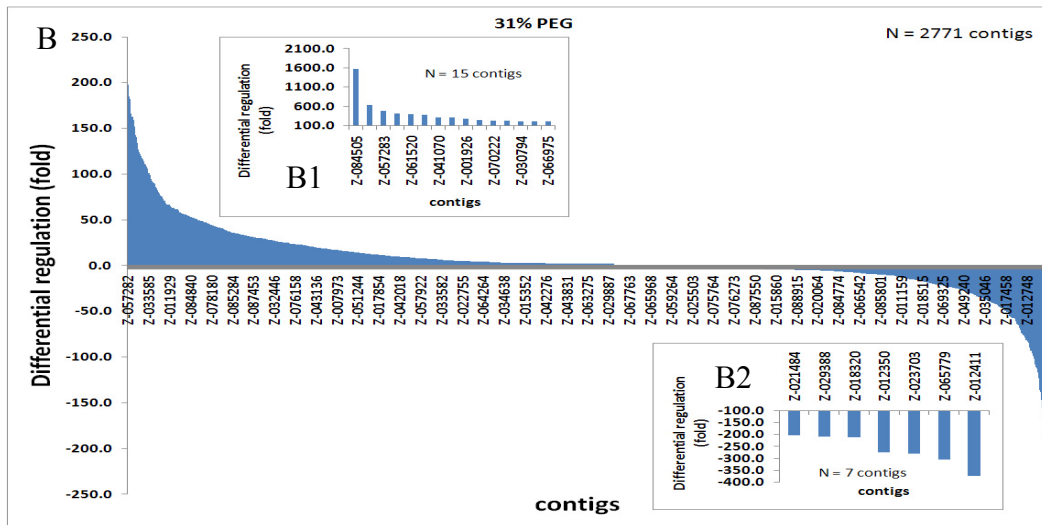 B
31% PEG
N = 2771 contigs
Differential regulation (fold)
250.0
200.0
150.0
100.0
50.0
0.0
-50.0
-100.0
-150.0
-200.0
-250.0
Z-057282
Z-033585
Z-011929
Z-084840
Z-078180
Z-085284
Z-028453
Z-032446
Z-076158
Z-043136
Z-007973
Z-051244
Z-017854
Z-042018
Z-057922
Z-033582
Z-022755
Z-064264
Z-034638
Z-015352
Z-042276
Z-043831
Z-063275
Z-029887
Z-067763
Z-065968
Z-059264
Z-025503
Z-075764
Z-076273
Z-087550
Z-015860
Z-088915
Z-020064
Z-084774
Z-066542
Z-085801
Z-011159
Z-018515
Z-069325
Z-049240
Z-035046
Z-017458
Z-012748
contigs
B1
Differential regulation
(fold)
2100.0
1600.0
1100.0
600.0
100.0
N = 15 contigs
Z-084505
Z-057283
Z-061520
Z-041070
Z-001926
Z-070222
Z-030794
Z-066975
contigs
B2
Z-021484
Z-029388
Z-018320
Z-012350
Z-023703
Z-065779
Z-012411
Differential regulation
(fold)
-100.0
-150.0
-200.0
-250.0
-300.0
-350.0
-400.0
N = 7 contigs
contigs